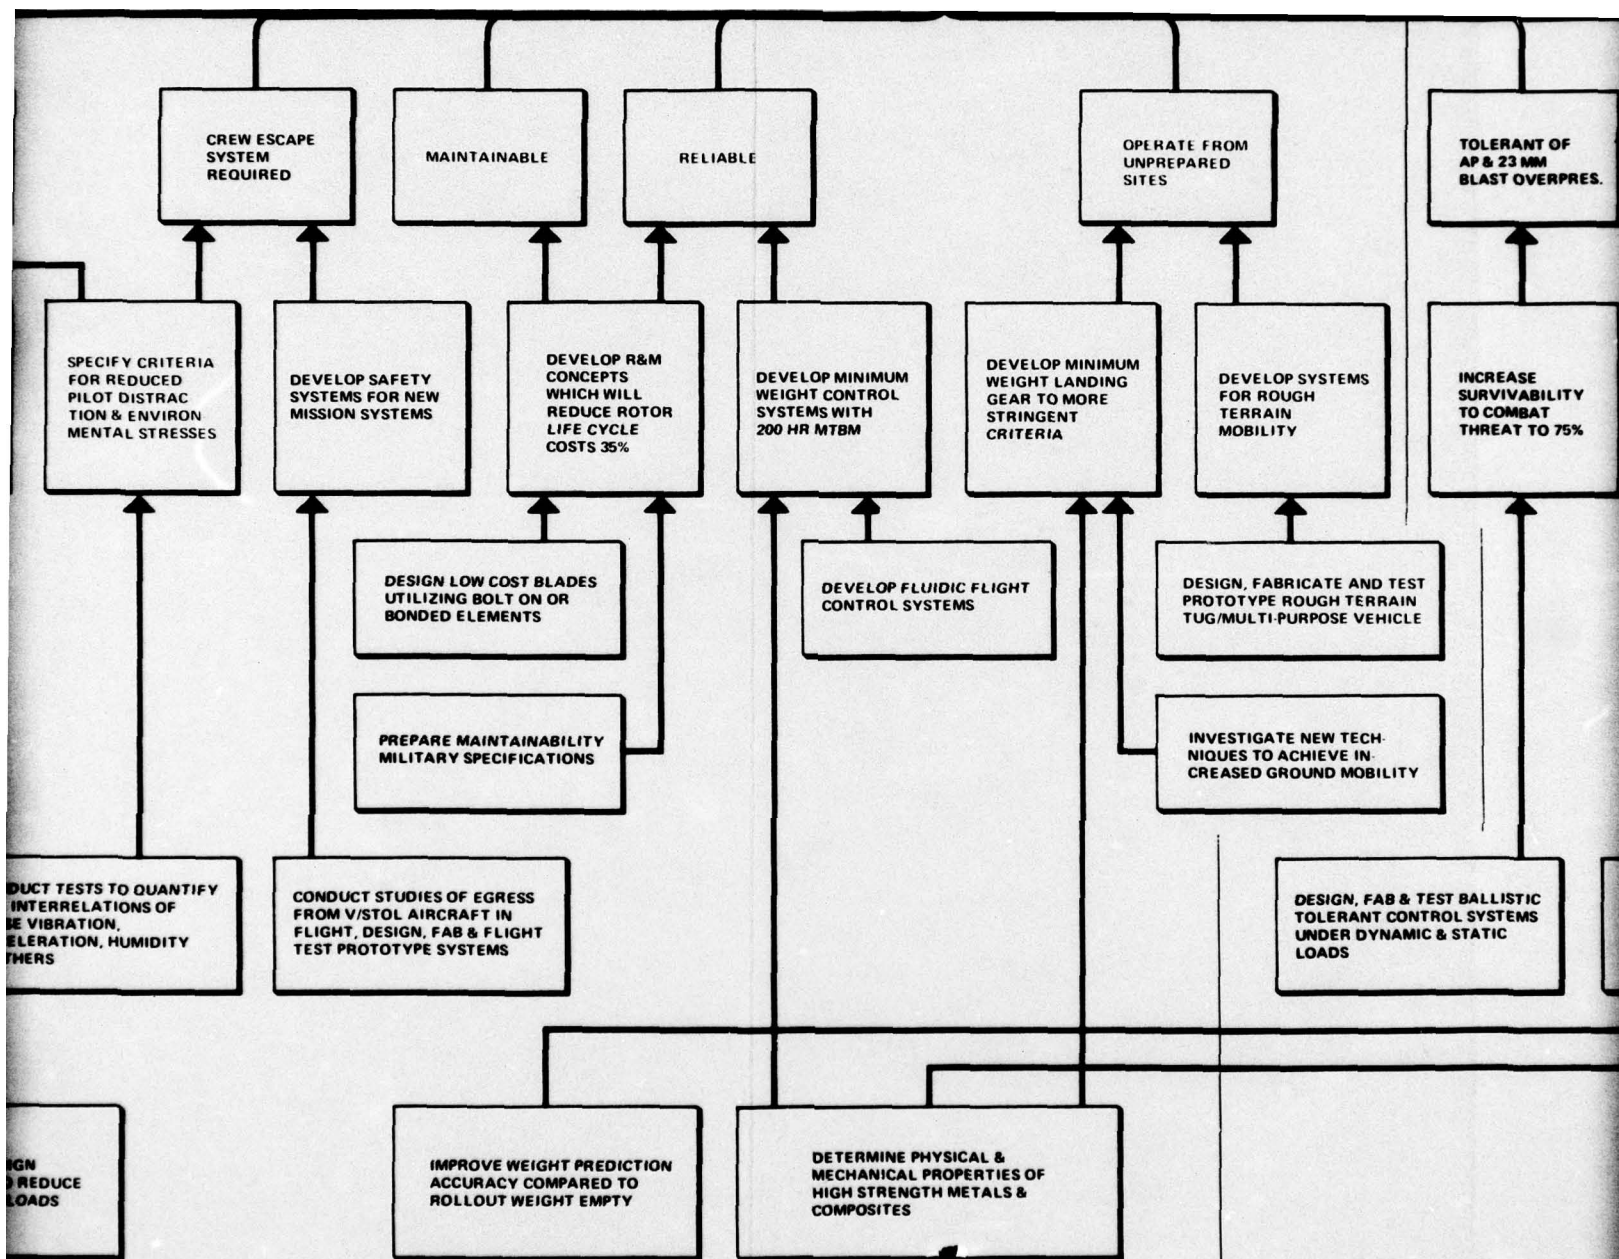 CREW ESCAPE
SYSTEM
REQUIRED
MAINTAINABLE
RELIABLE
OPERATE FROM
UNPREPARED
SITES
TOLERANT OF
AP & 23 MM
BLAST OVERPRES.
SPECIFY CRITERIA
FOR REDUCED
PILOT DISTRAC
TION & ENVIRON
MENTAL STRESSES
DEVELOP SAFETY
SYSTEMS FOR NEW
MISSION SYSTEMS
DEVELOP R&M
CONCEPTS
WHICH WILL
REDUCE ROTOR
LIFE CYCLE
COSTS 35%
DEVELOP MINIMUM
WEIGHT CONTROL
SYSTEMS WITH
200 HR MTBM
DEVELOP MINIMUM
WEIGHT LANDING
GEAR TO MORE
STRINGENT
CRITERIA
DEVELOP SYSTEMS
FOR ROUGH
TERRAIN
MOBILITY
INCREASE
SURVIVABILITY
TO COMBAT
THREAT TO 75%
DESIGN LOW COST BLADES
UTILIZING BOLT ON OR
BONDED ELEMENTS
DEVELOP FLUIDIC FLIGHT
CONTROL SYSTEMS
DESIGN, FABRICATE AND TEST
PROTOTYPE ROUGH TERRAIN
TUG/MULTI-PURPOSE VEHICLE
PREPARE MAINTAINABILITY
MILITARY SPECIFICATIONS
INVESTIGATE NEW TECH-
NIQUES TO ACHIEVE IN-
CREASED GROUND MOBILITY
DUCT TESTS TO QUANTIFY
INTERRELATIONS OF
SE VIBRATION,
ELERATION, HUMIDITY
THERS
CONDUCT STUDIES OF EGRESS
FROM V/STOL AIRCRAFT IN
FLIGHT, DESIGN, FAB & FLIGHT
TEST PROTOTYPE SYSTEMS
DESIGN, FAB & TEST BALLISTIC
TOLERANT CONTROL SYSTEMS
UNDER DYNAMIC & STATIC
LOADS
IGN
REDUCE
LOADS
IMPROVE WEIGHT PREDICTION
ACCURACY COMPARED TO
ROLLOUT WEIGHT EMPTY
DETERMINE PHYSICAL &
MECHANICAL PROPERTIES OF
HIGH STRENGTH METALS &
COMPOSITES